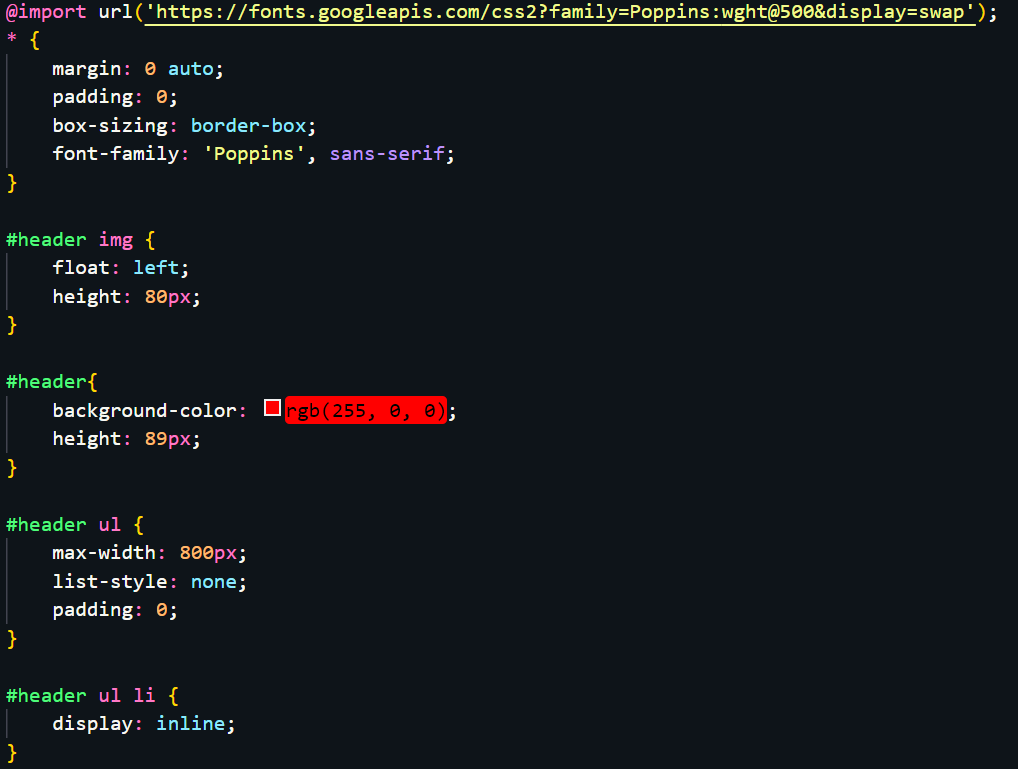 @import url('https://fonts.googleapis.com/css2?family=Poppins:wght@500&display=swap');
* {
    margin: 0 auto;
    padding: 0;
    box-sizing: border-box;
    font-family: 'Poppins', sans-serif;
}

#header img {
    float: left;
    height: 80px;
}

#header{
    background-color: rgb(255, 0, 0);
    height: 89px;
}

#header ul {
    max-width: 800px;
    list-style: none;
    padding: 0;
}

#header ul li {
    display: inline;
}